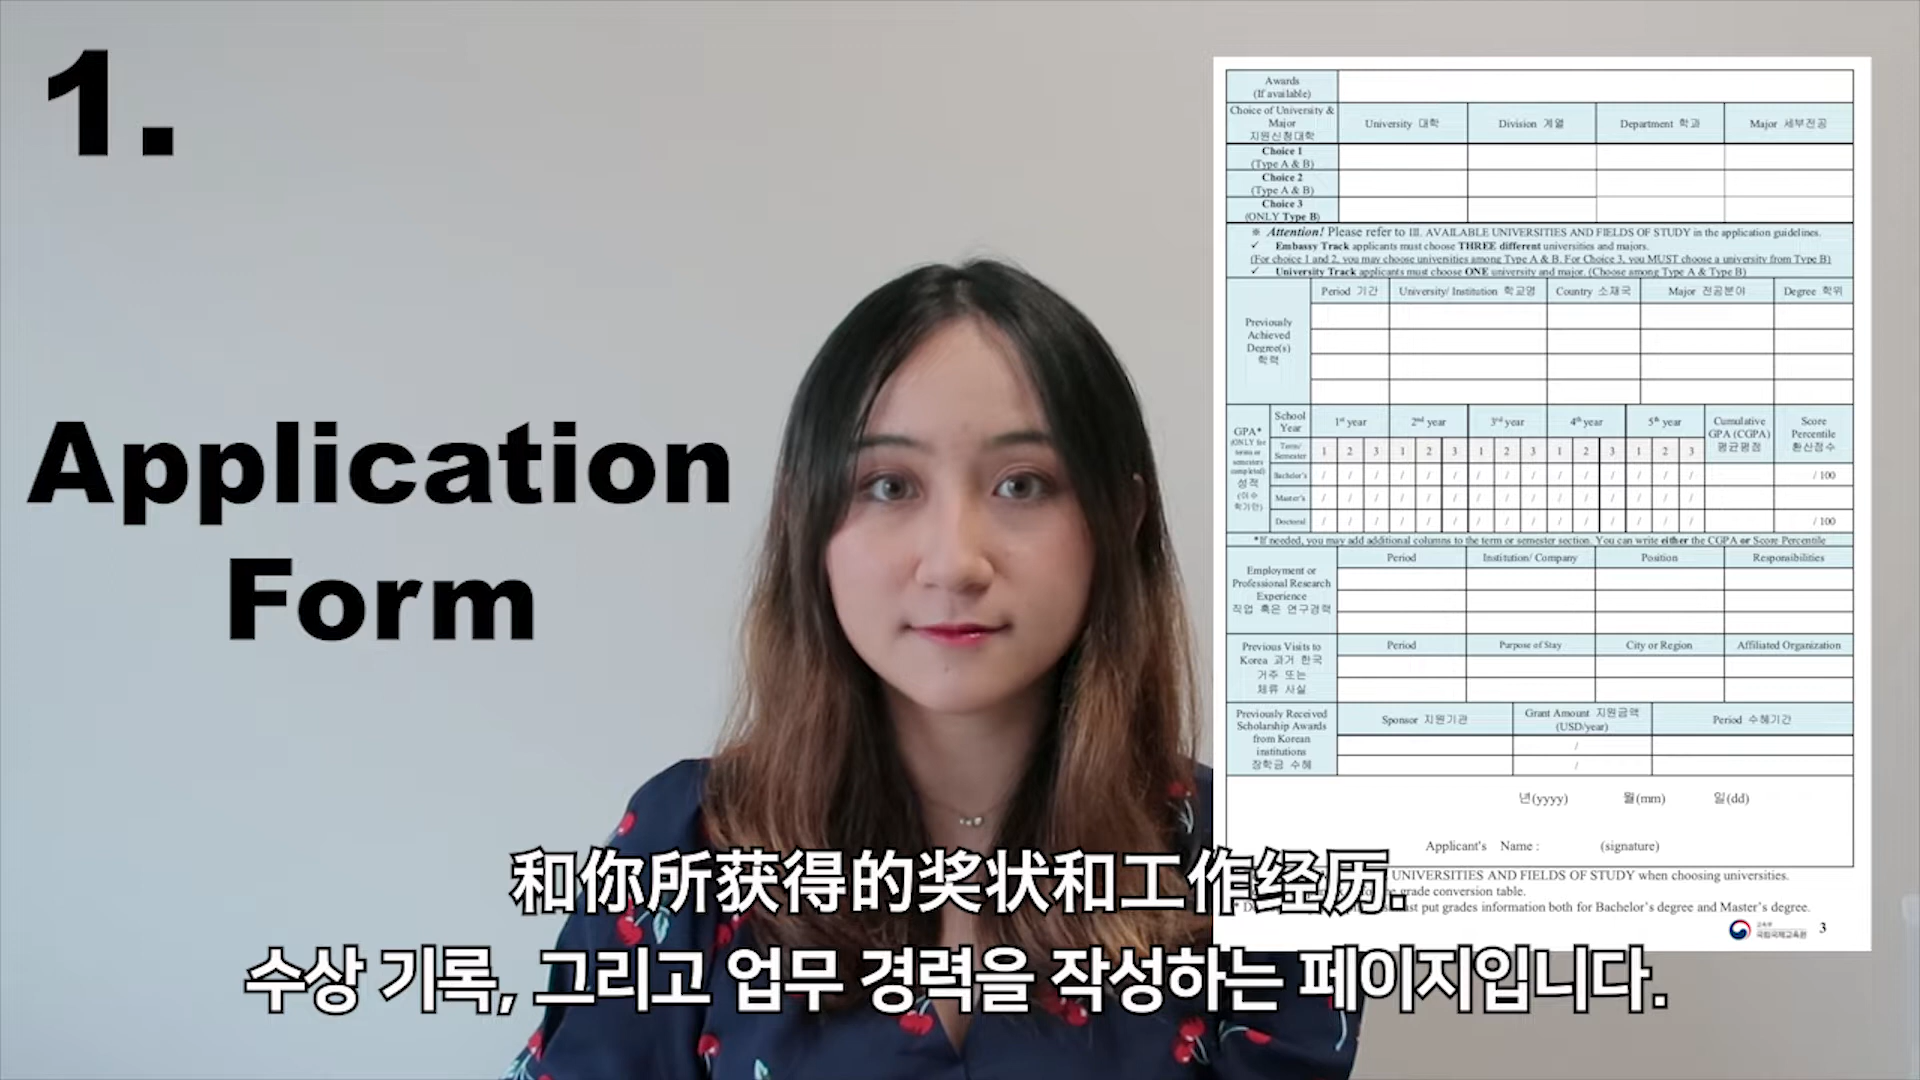 1.
Application
Form
Awards
(If available)
Choice of University &
Major
지원신청대학
University 대학
Division 계열
Department 학과
Major 세부전공
Choice 1
(Type A & B)
Choice 2
(Type A & B)
Choice 3
(ONLY Type B)
※ Attention! Please refer to III. AVAILABLE UNIVERSITIES AND FIELDS OF STUDY in the application guidelines.
✓ Embassy Track applicants must choose THREE different universities and majors.
(For choice 1 and 2, you may choose universities among Type A & B. For Choice 3, you MUST choose a university from Type B)
✓ University Track applicants must choose ONE university and major. (Choose among Type A & Type B)
Previously
Achieved
Degree(s)
학력
Period 기간
University/ Institution 학교명
Country 소재국
Major 전공분야
Degree 학위
GPA*
(ONLY for
terms or
semesters
completed)
성적
(이수
학기만)
School
Year
1st year
2nd year
3rd year
4th year
5th year
Cumulative
GPA (CGPA)
평균평점
Score
Percentile
환산점수
Term/
Semester
1 2 3 1 2 3 1 2 3 1 2 3 1 2 3
Bachelor's / / / / / / / / / / / / / / / / 100
Master's / / / / / / / / / / / / / / /
Doctoral / / / / / / / / / / / / / / / / 100
*If needed, you may add additional columns to the term or semester section. You can write either the CGPA or Score Percentile
Employment or
Professional Research
Experience
직업 혹은 연구경력
Period
Institution/ Company
Position
Responsibilities
Previous Visits to
Korea 과거 한국
거주 또는
체류 사실
Period
Purpose of Stay
City or Region
Affiliated Organization
Previously Received
Scholarship Awards
from Korean
institutions
장학금 수혜
Sponsor 지원기관
Grant Amount 지원금액
(USD/year)
Period 수혜기간
/
/
년(yyyy) 월(mm) 일(dd)
Applicant's Name : (signature)
UNIVERSITIES AND FIELDS OF STUDY when choosing universities.
grade conversion table.
put grades information both for Bachelor's degree and Master's degree.
교육부
국립국제교육원
3
和你所获得的奖状和工作经历.
수상 기록, 그리고 업무 경력을 작성하는 페이지입니다.